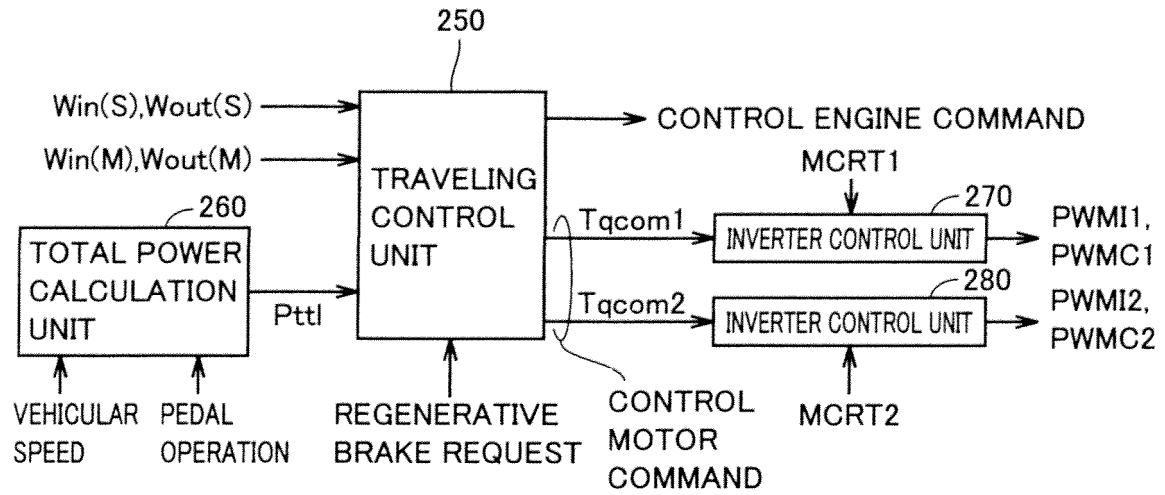 250
Win(S),Wout(S)
Win(M),Wout(M)
TRAVELING
CONTROL
UNIT
CONTROL ENGINE COMMAND
MCRT1
260
TOTAL POWER
CALCULATION
UNIT
Pttl
Tqcom1
270
INVERTER CONTROL UNIT
PWMI1,
PWMC1
Tqcom2
280
INVERTER CONTROL UNIT
PWMI2,
PWMC2
VEHICULAR
SPEED
PEDAL
OPERATION
REGENERATIVE
BRAKE REQUEST
CONTROL
MOTOR
COMMAND
MCRT2